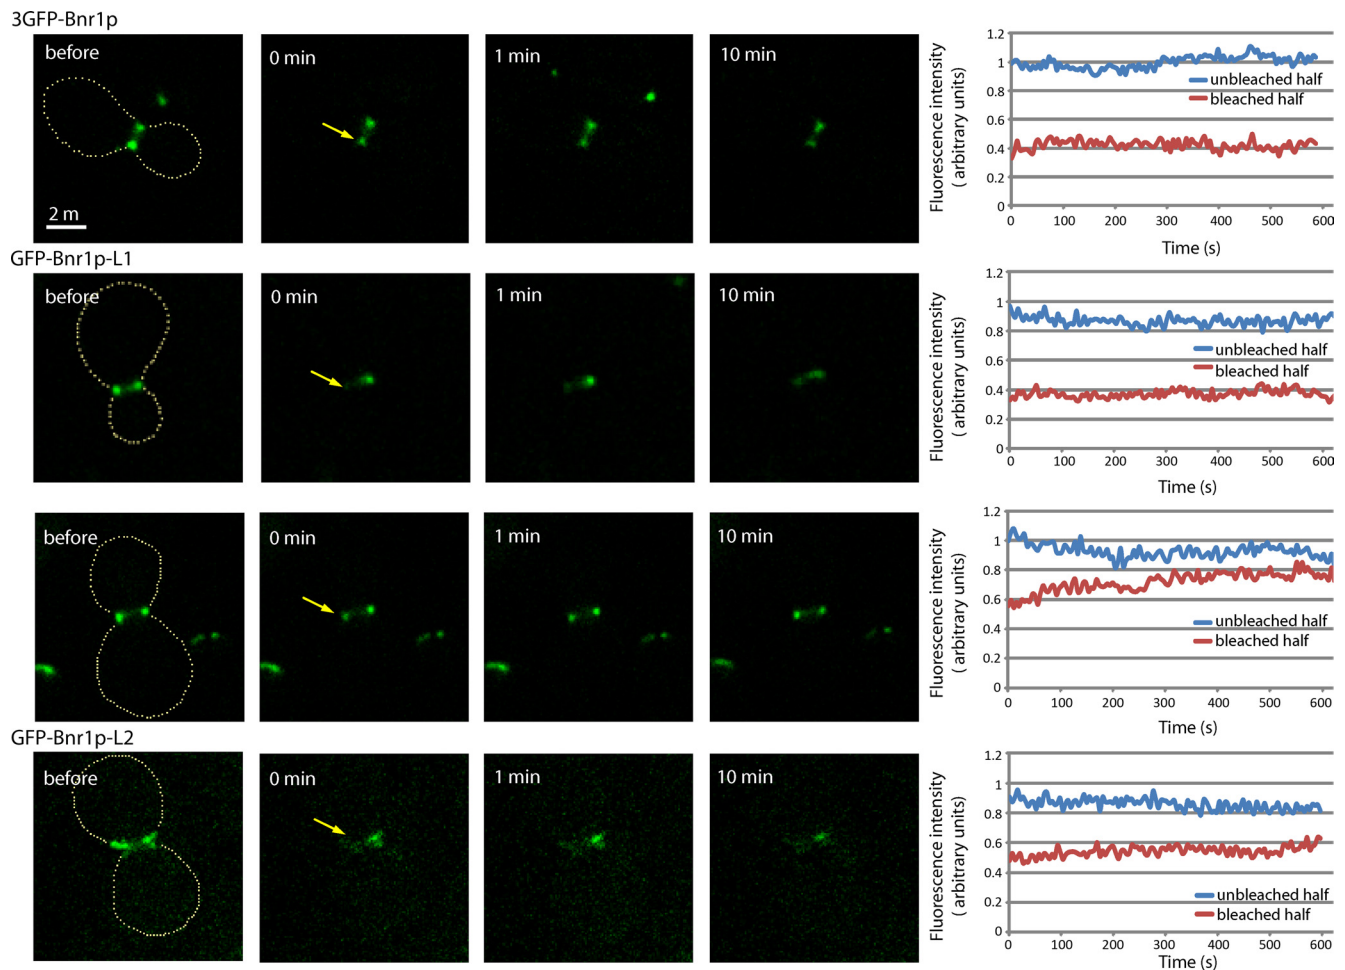 3GFP-Bnr1p
before
0 min
1 min
10 min
2 m
Fluorescence intensity
( arbitrary units)
1.2
1
0.8
0.6
0.4
0.2
0
unbleached half
bleached half
0 100 200 300 400 500 600
Time (s)
GFP-Bnr1p-L1
before
0 min
1 min
10 min
Fluorescence intensity
( arbitrary units)
1.2
1
0.8
0.6
0.4
0.2
0
unbleached half
bleached half
0 100 200 300 400 500 600
Time (s)
before
0 min
1 min
10 min
Fluorescence intensity
( arbitrary units)
1.2
1
0.8
0.6
0.4
0.2
0
unbleached half
bleached half
0 100 200 300 400 500 600
Time (s)
GFP-Bnr1p-L2
before
0 min
1 min
10 min
Fluorescence intensity
( arbitrary units)
1.2
1
0.8
0.6
0.4
0.2
0
unbleached half
bleached half
0 100 200 300 400 500 600
Time (s)